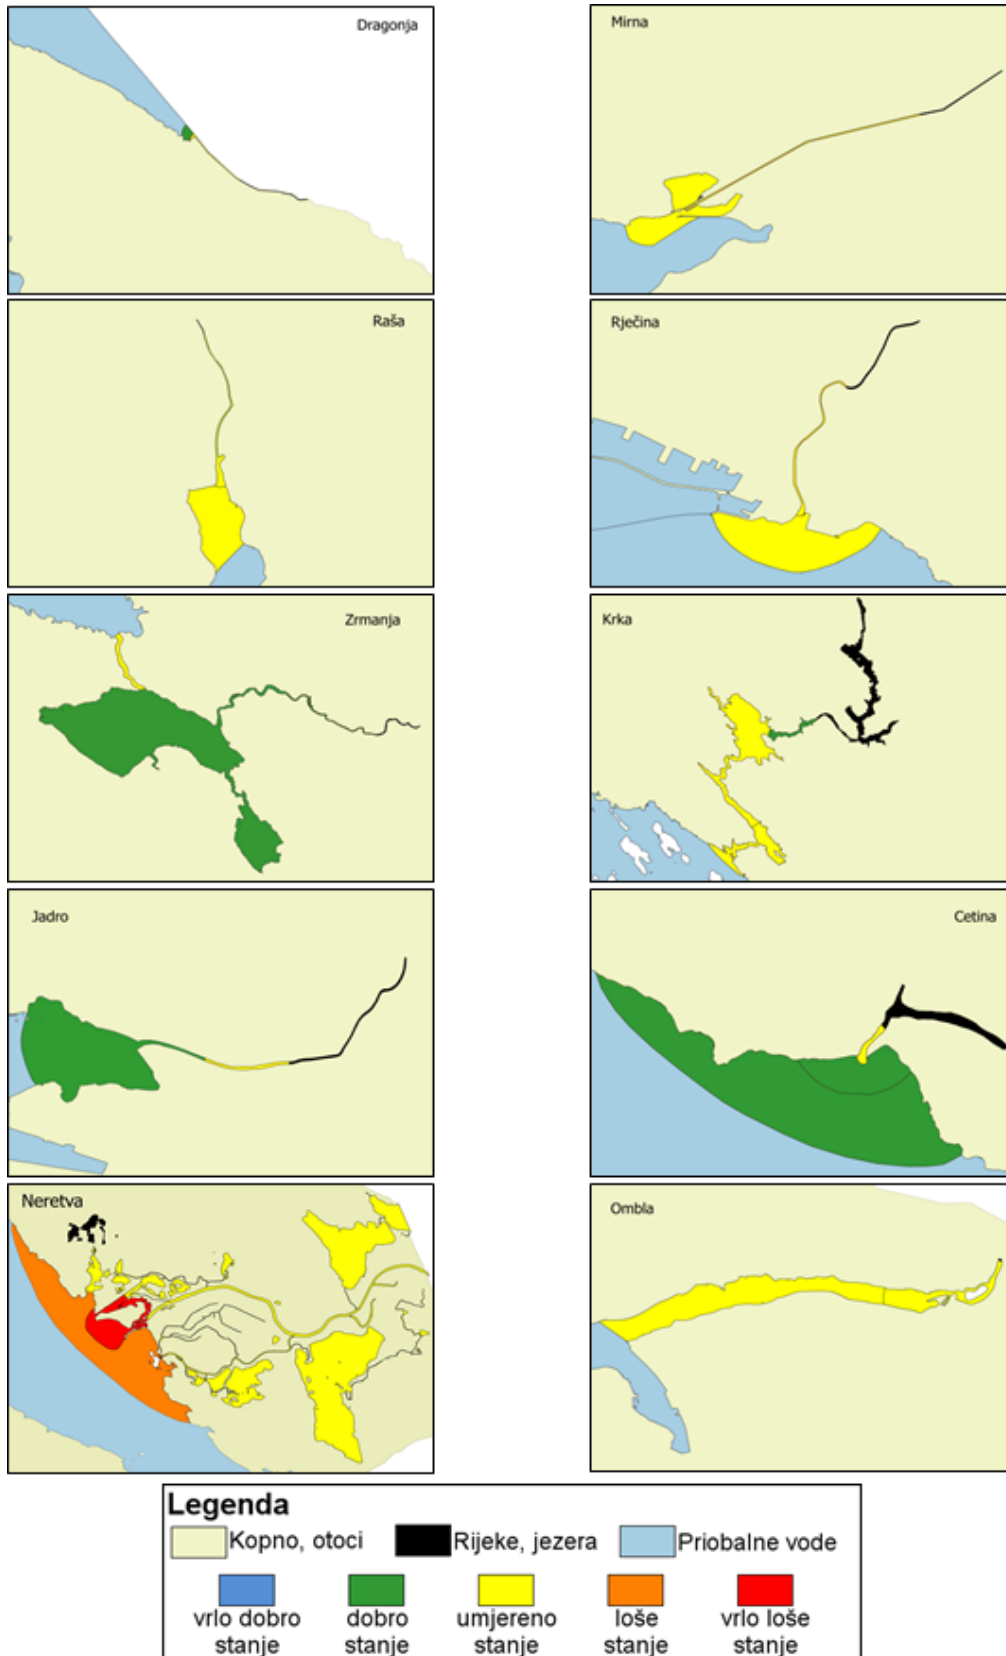 Dragonja
Mirna
Raša
Rječina
Zrmanja
Krka
Jadro
Cetina
Neretva
Ombla
Legenda
Kopno, otoci
Rijeke, jezera
Priobalne vode
vrlo dobro
stanje
dobro
stanje
umjereno
stanje
loše
stanje
vrlo loše
stanje